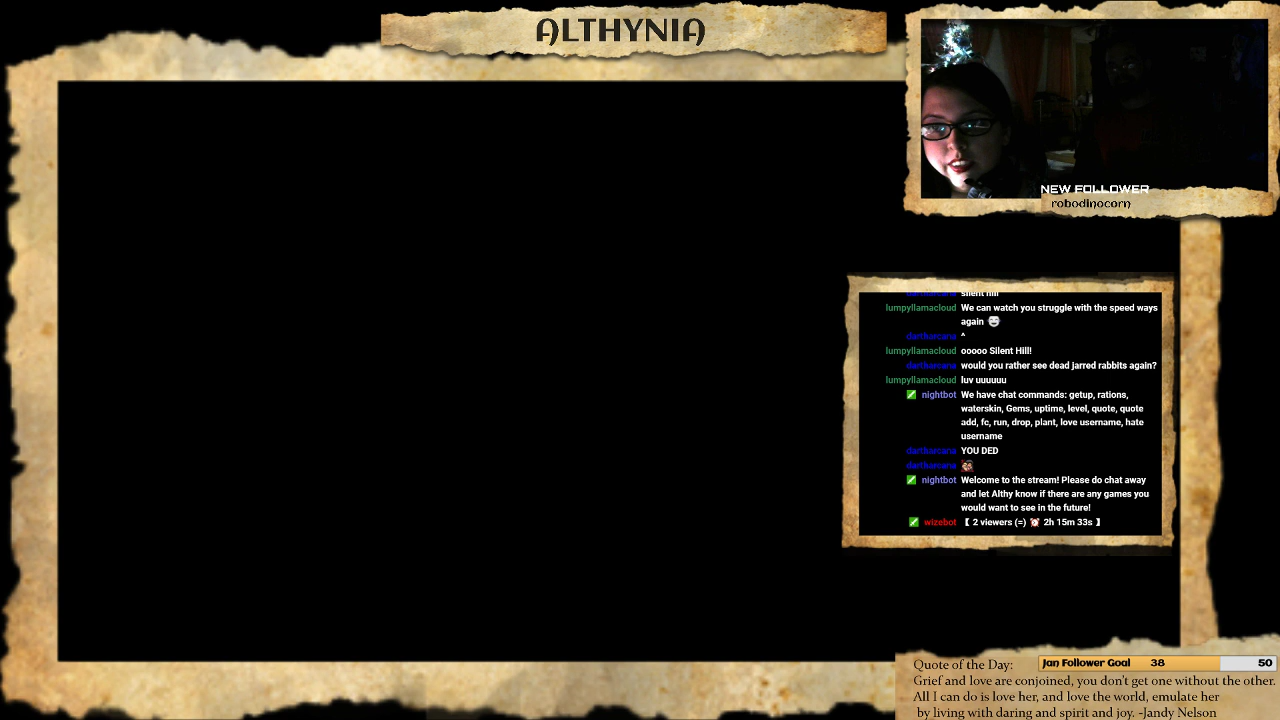 ALTHYNIA
NEW FOLLOWER
robodinocorn
dartharcana silent hill
lumpyllamacloud We can watch you struggle with the speed ways
again
dartharcana ^
lumpyllamacloud ooooo Silent Hill!
dartharcana would you rather see dead jarred rabbits again?
lumpyllamacloud luv uuuuuu
nightbot We have chat commands: getup, rations,
waterskin, Gems, uptime, level, quote, quote
add, fc, run, drop, plant, love username, hate
username
dartharcana YOU DED
dartharcana
nightbot Welcome to the stream! Please do chat away
and let Althy know if there are any games you
would want to see in the future!
wizebot 【 2 viewers (=) 2h 15m 33s 】
Quote of the Day:
Jan Follower Goal 38 50
Grief and love are conjoined, you don't get one without the other.
All I can do is love her, and love the world, emulate her
by living with daring and spirit and joy. -Jandy Nelson